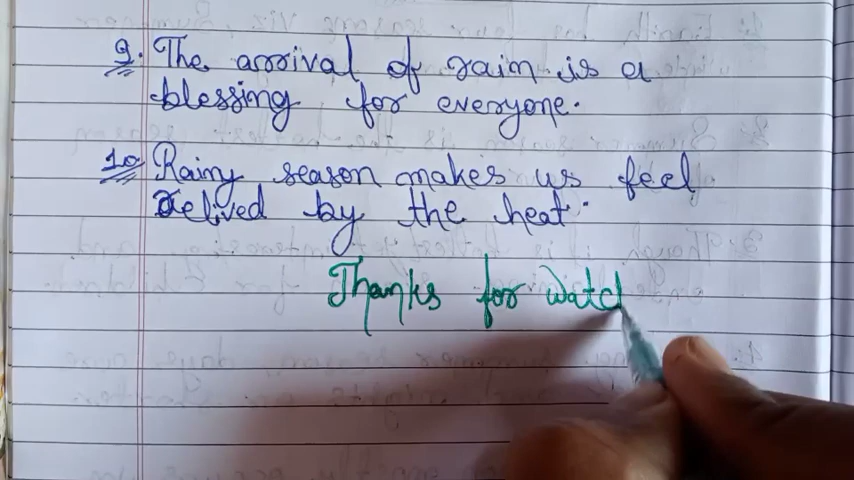 9. The arrival of rain is a
blessing for everyone.
10. Rainy season makes us feel
relived by the heat.
Thanks for Watc